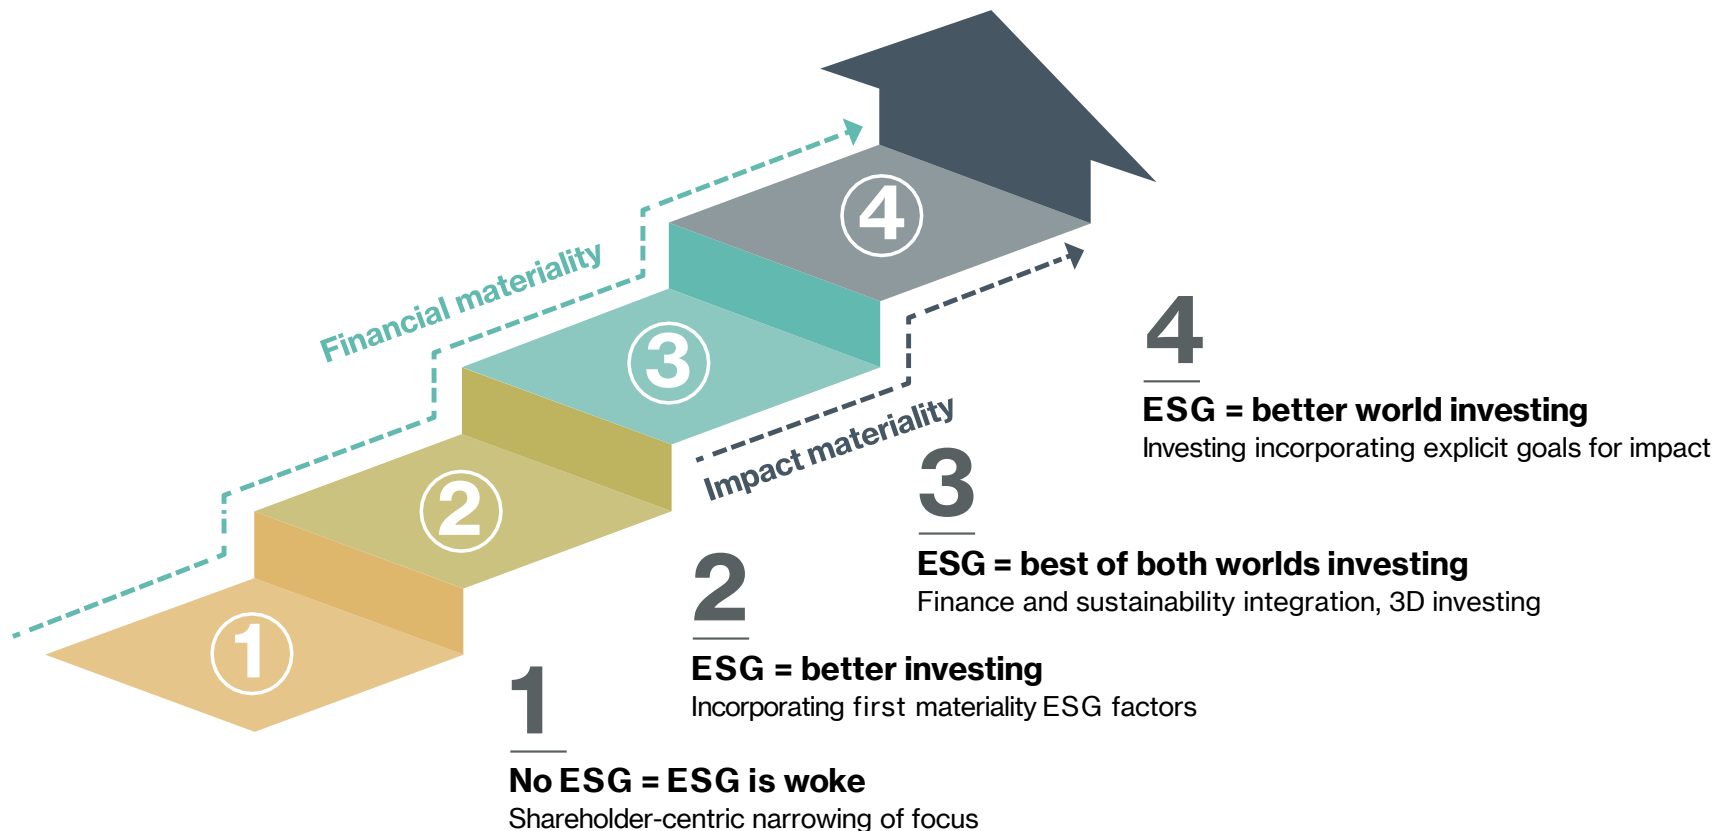 4
Financial materiality
3
4
ESG = better world investing
Investing incorporating explicit goals for impact
Impact materiality
3
ESG = best of both worlds investing
Finance and sustainability integration, 3D investing
2
2
ESG = better investing
Incorporating first materiality ESG factors
1
1
No ESG = ESG is woke
Shareholder-centric narrowing of focus